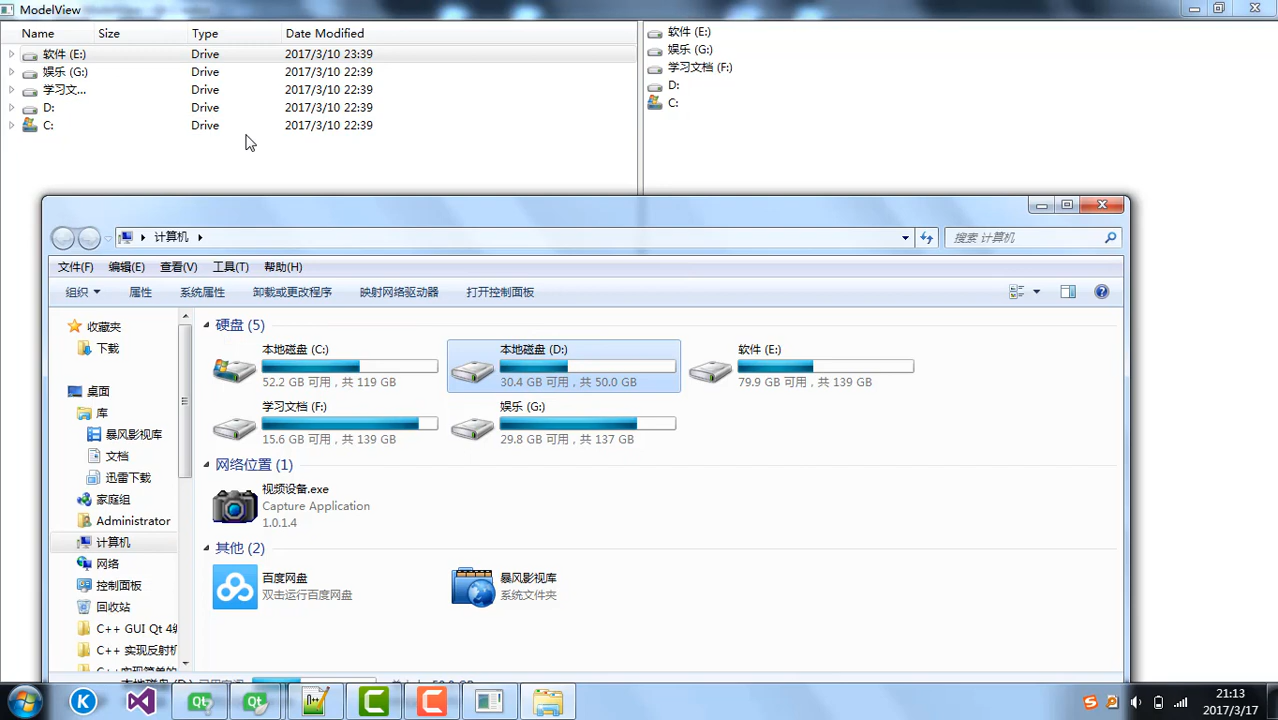 ModelView
Name Size Type Date Modified
软件 (E:) Drive 2017/3/10 23:39
娱乐 (G:) Drive 2017/3/10 22:39
学习文... Drive 2017/3/10 22:39
D: Drive 2017/3/10 22:39
C: Drive 2017/3/10 22:39
软件 (E:)
娱乐 (G:)
学习文档 (F:)
D:
C:
计算机
搜索 计算机
文件(F) 编辑(E) 查看(V) 工具(T) 帮助(H)
组织 属性 系统属性 卸载或更改程序 映射网络驱动器 打开控制面板
收藏夹
下载
桌面
库
暴风影视库
文档
迅雷下载
家庭组
Administrator
计算机
网络
控制面板
回收站
C++ GUI Qt 4
C++ 实现反射机
C++实现简单的
硬盘 (5)
本地磁盘 (C:)
52.2 GB 可用 , 共 119 GB
本地磁盘 (D:)
30.4 GB 可用 , 共 50.0 GB
软件 (E:)
79.9 GB 可用 , 共 139 GB
学习文档 (F:)
15.6 GB 可用 , 共 139 GB
娱乐 (G:)
29.8 GB 可用 , 共 137 GB
网络位置 (1)
视频设备.exe
Capture Application
1.0.1.4
其他 (2)
百度网盘
双击运行百度网盘
暴风影视库
系统文件夹
21:13
2017/3/17